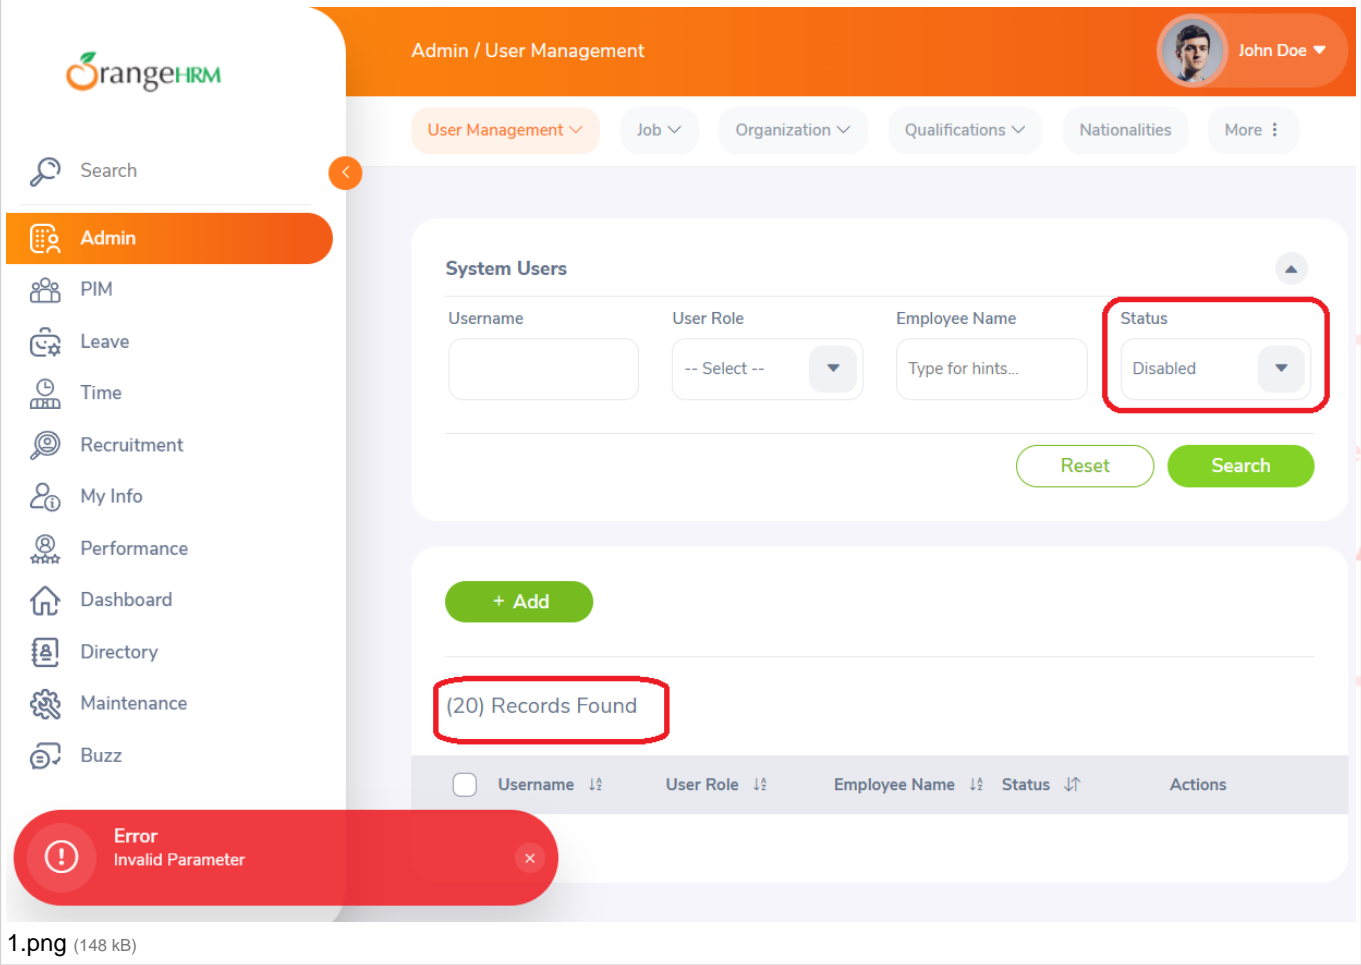 OrangeHRM
Admin / User Management
John Doe
User Management
Job
Organization
Qualifications
Nationalities
More
Search
Admin
PIM
Leave
Time
Recruitment
My Info
Performance
Dashboard
Directory
Maintenance
Buzz
System Users
Username
User Role
Employee Name
Status
-- Select --
Type for hints...
Disabled
Reset
Search
+ Add
(20) Records Found
Username
User Role
Employee Name
Status
Actions
Error
Invalid Parameter
1.png (148 kB)